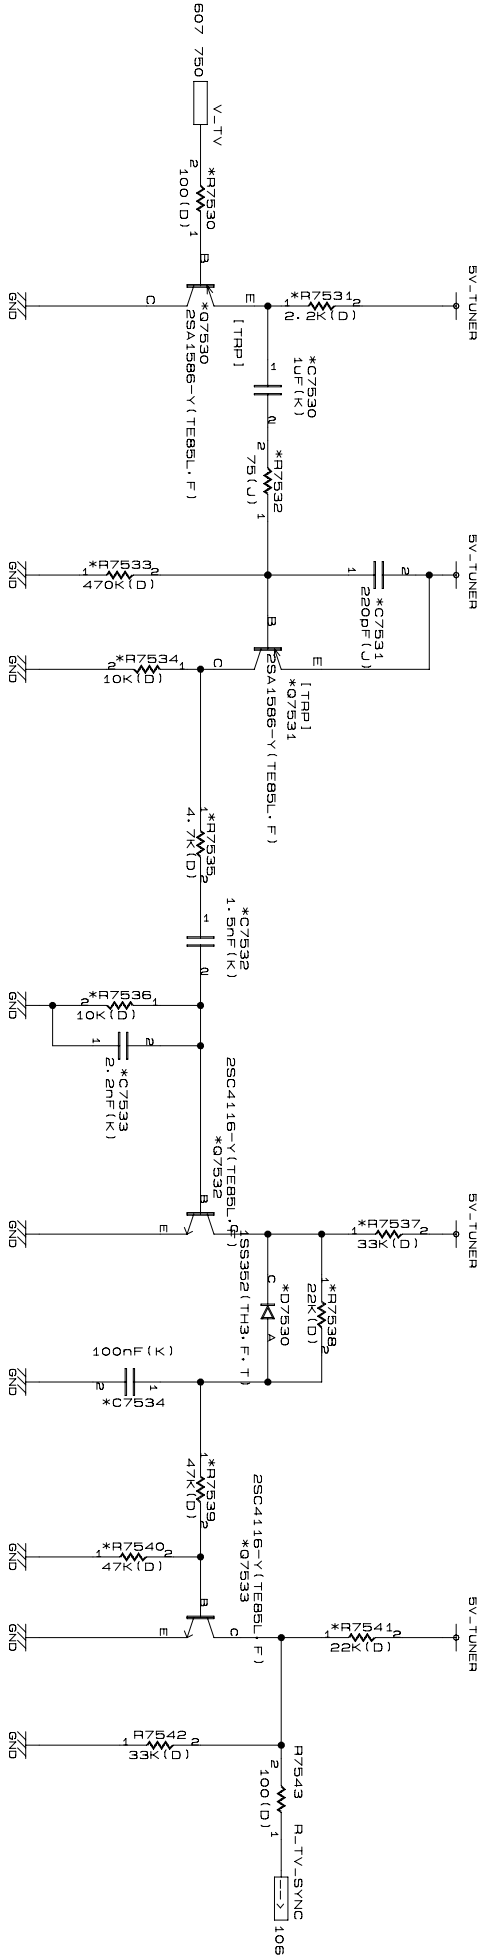 607 750
V_TV
*R7530
100(D)
2
1
B
C
E
*Q7530
2SA1586-Y(TE85L,F)
[TRP]
1
*R7531
2
2.2K(D)
5V_TUNER
GND
*C7530
1UF(K)
1
2
*R7532
75(J)
2
1
*R7533
1
2
470K(D)
GND
5V_TUNER
*C7531
220pF(J)
1
2
B
E
C
[TRP]
*Q7531
2SA1586-Y(TE85L,F)
*R7534
2
1
10K(D)
GND
*R7535
4.7K(D)
1
2
*C7532
1.5nF(K)
1
2
*R7536
2
1
10K(D)
GND
*C7533
2.2nF(K)
1
2
2SC4116-Y(TE85L,F)
*Q7532
B
E
C
GND
*R7537
1
2
33K(D)
5V_TUNER
1SS352(TH3,F,T)
*D7530
C
A
*R7538
22K(D)
1
2
100nF(K)
*C7534
2
1
GND
*R7539
47K(D)
1
2
*R7540
1
2
47K(D)
GND
2SC4116-Y(TE85L,F)
*Q7533
B
E
C
GND
*R7541
1
2
22K(D)
5V_TUNER
R7542
1
2
33K(D)
GND
R7543
100(D)
2
1
R_TV_SYNC
-->
106